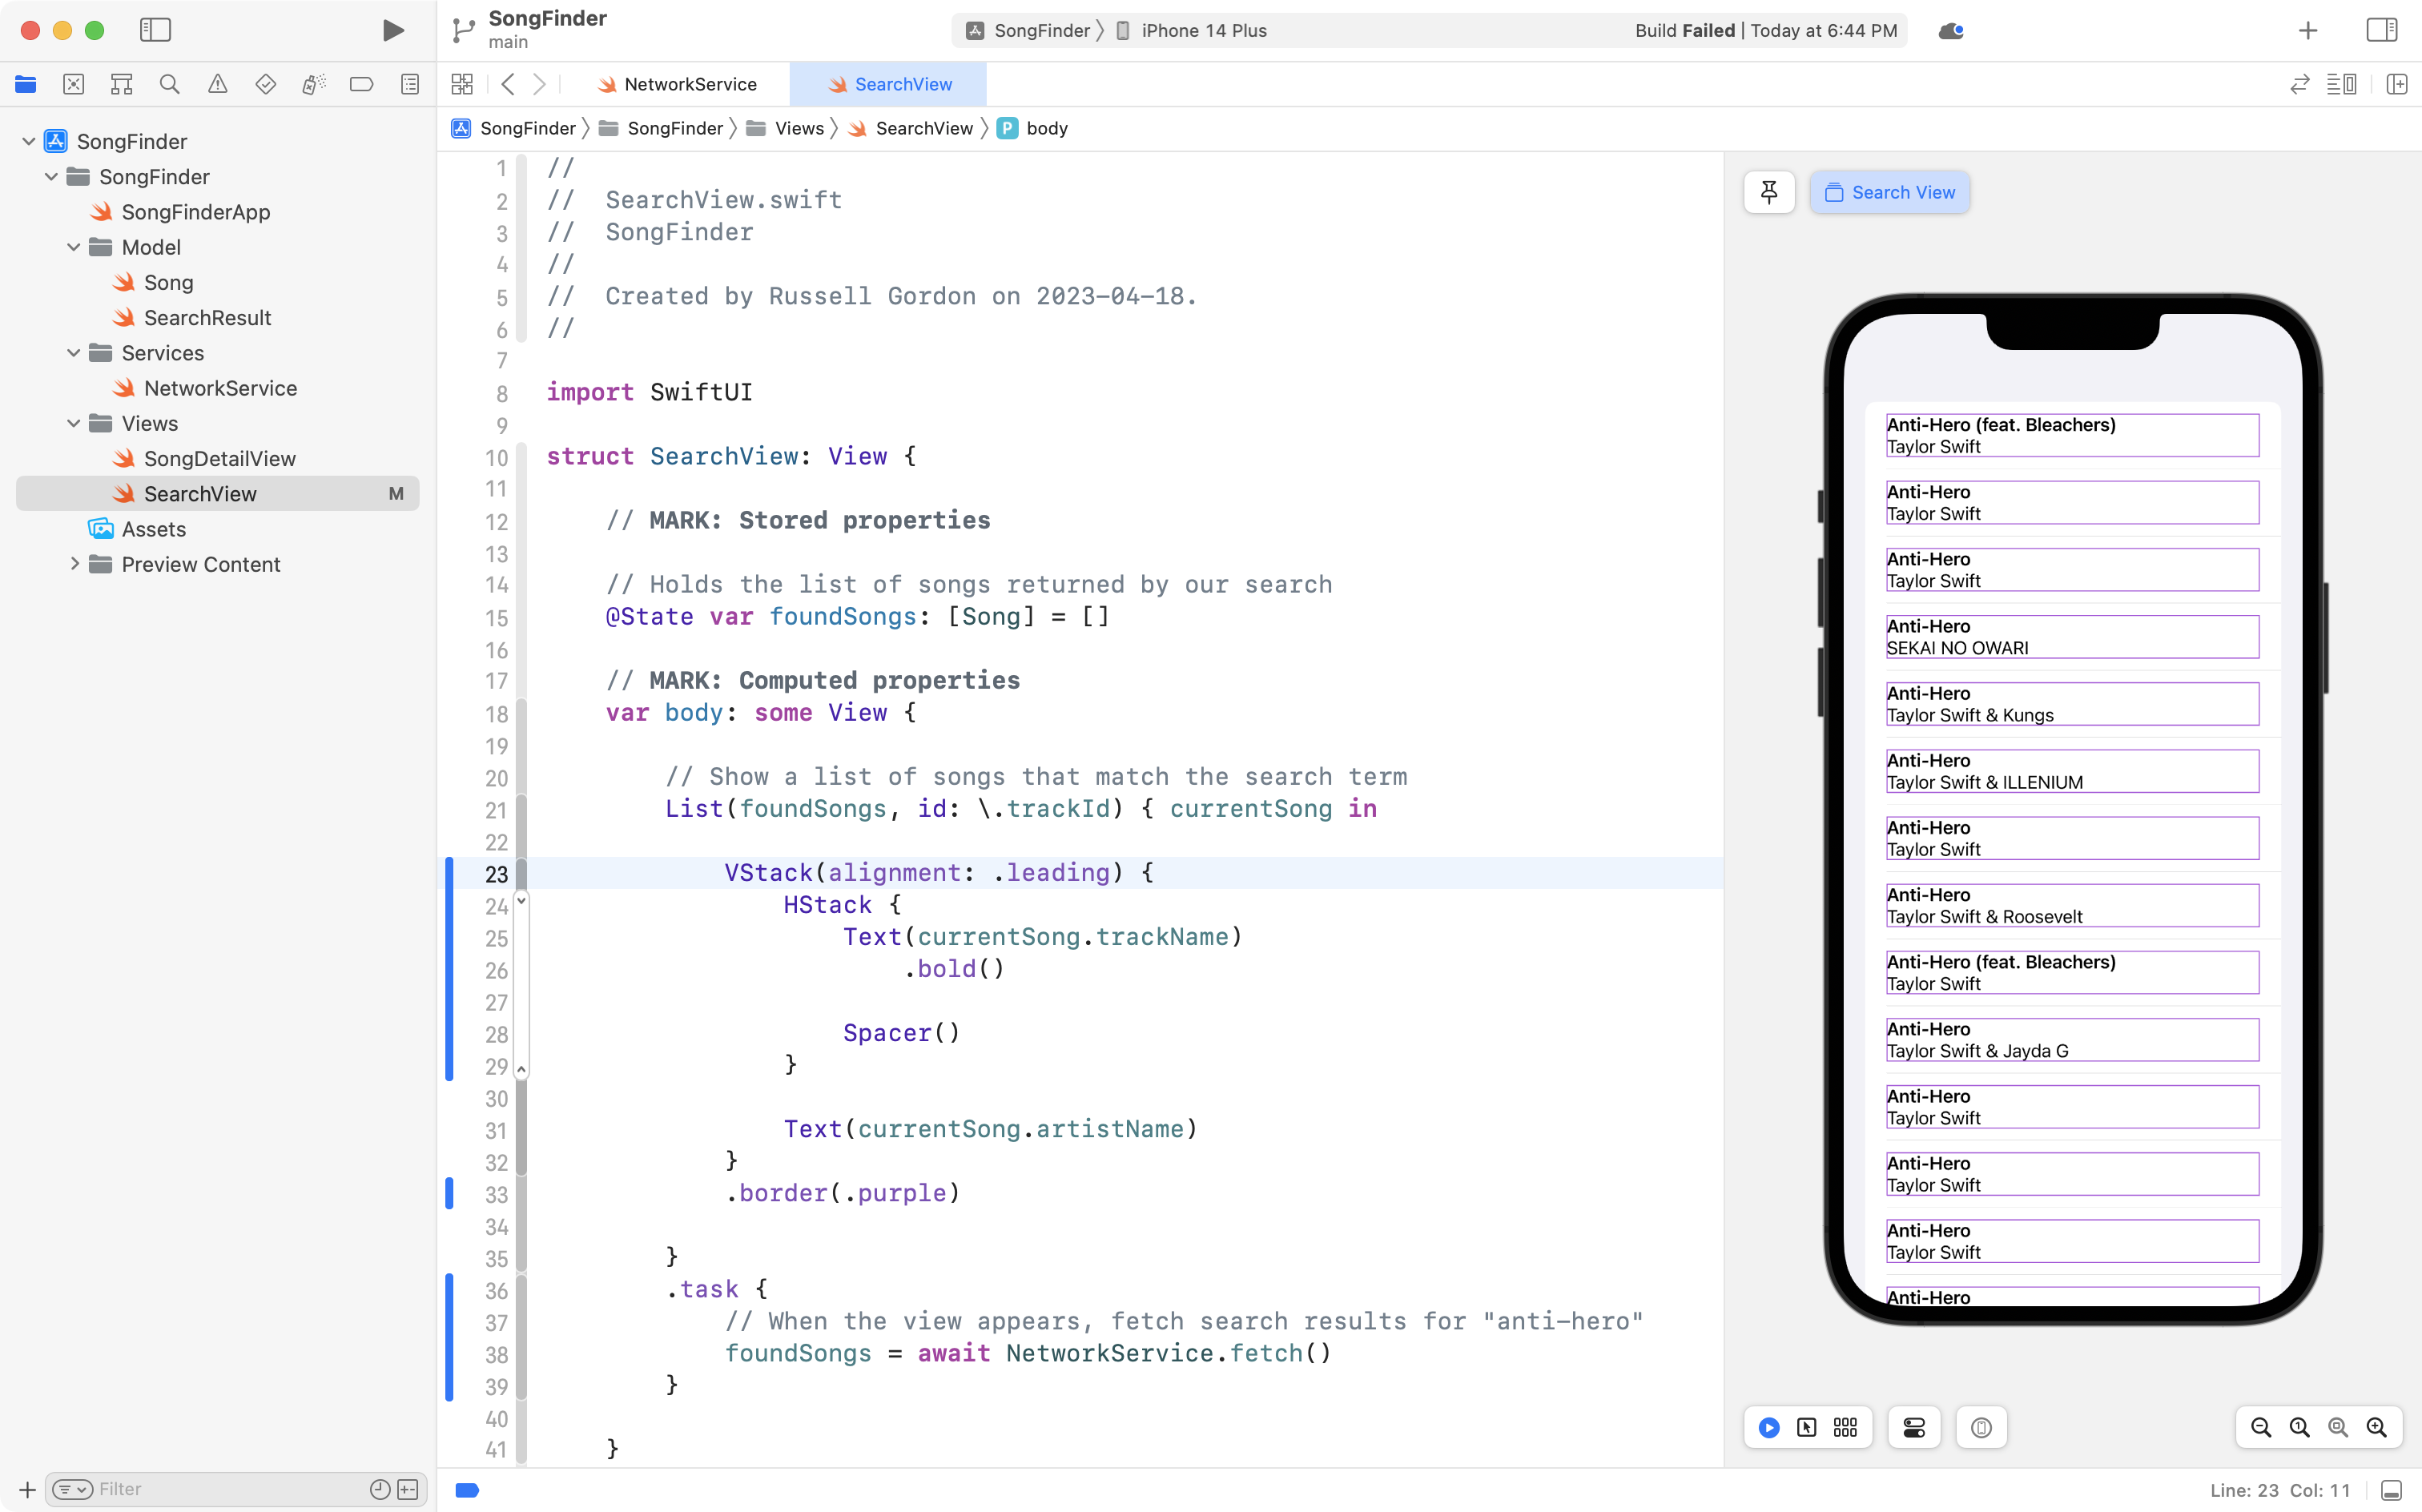 SongFinder
main
SongFinder
iPhone 14 Plus
Build Failed | Today at 6:44 PM
NetworkService
SearchView
SongFinder
SongFinder
Views
SearchView
P
body
SongFinder
SongFinder
SongFinderApp
Model
Song
SearchResult
Services
NetworkService
Views
SongDetailView
SearchView M
Assets
Preview Content
1 //
2 //  SearchView.swift
3 //  SongFinder
4 //
5 //  Created by Russell Gordon on 2023-04-18.
6 //
7
8 import SwiftUI
9
10 struct SearchView: View {
11
12 // MARK: Stored properties
13
14 // Holds the list of songs returned by our search
15 @State var foundSongs: [Song] = []
16
17 // MARK: Computed properties
18 var body: some View {
19
20 // Show a list of songs that match the search term
21 List(foundSongs, id: \.trackId) { currentSong in
22
23 VStack(alignment: .leading) {
24 HStack {
25 Text(currentSong.trackName)
26 .bold()
27
28 Spacer()
29 }
30
31 Text(currentSong.artistName)
32 }
33 .border(.purple)
34
35 }
36 .task {
37 // When the view appears, fetch search results for "anti-hero"
38 foundSongs = await NetworkService.fetch()
39 }
40
41 }
Search View
Anti-Hero (feat. Bleachers)
Taylor Swift
Anti-Hero
Taylor Swift
Anti-Hero
Taylor Swift
Anti-Hero
SEKAI NO OWARI
Anti-Hero
Taylor Swift & Kungs
Anti-Hero
Taylor Swift & ILLENIUM
Anti-Hero
Taylor Swift
Anti-Hero
Taylor Swift & Roosevelt
Anti-Hero (feat. Bleachers)
Taylor Swift
Anti-Hero
Taylor Swift & Jayda G
Anti-Hero
Taylor Swift
Anti-Hero
Taylor Swift
Anti-Hero
Taylor Swift
Anti-Hero
Filter
Line: 23 Col: 11